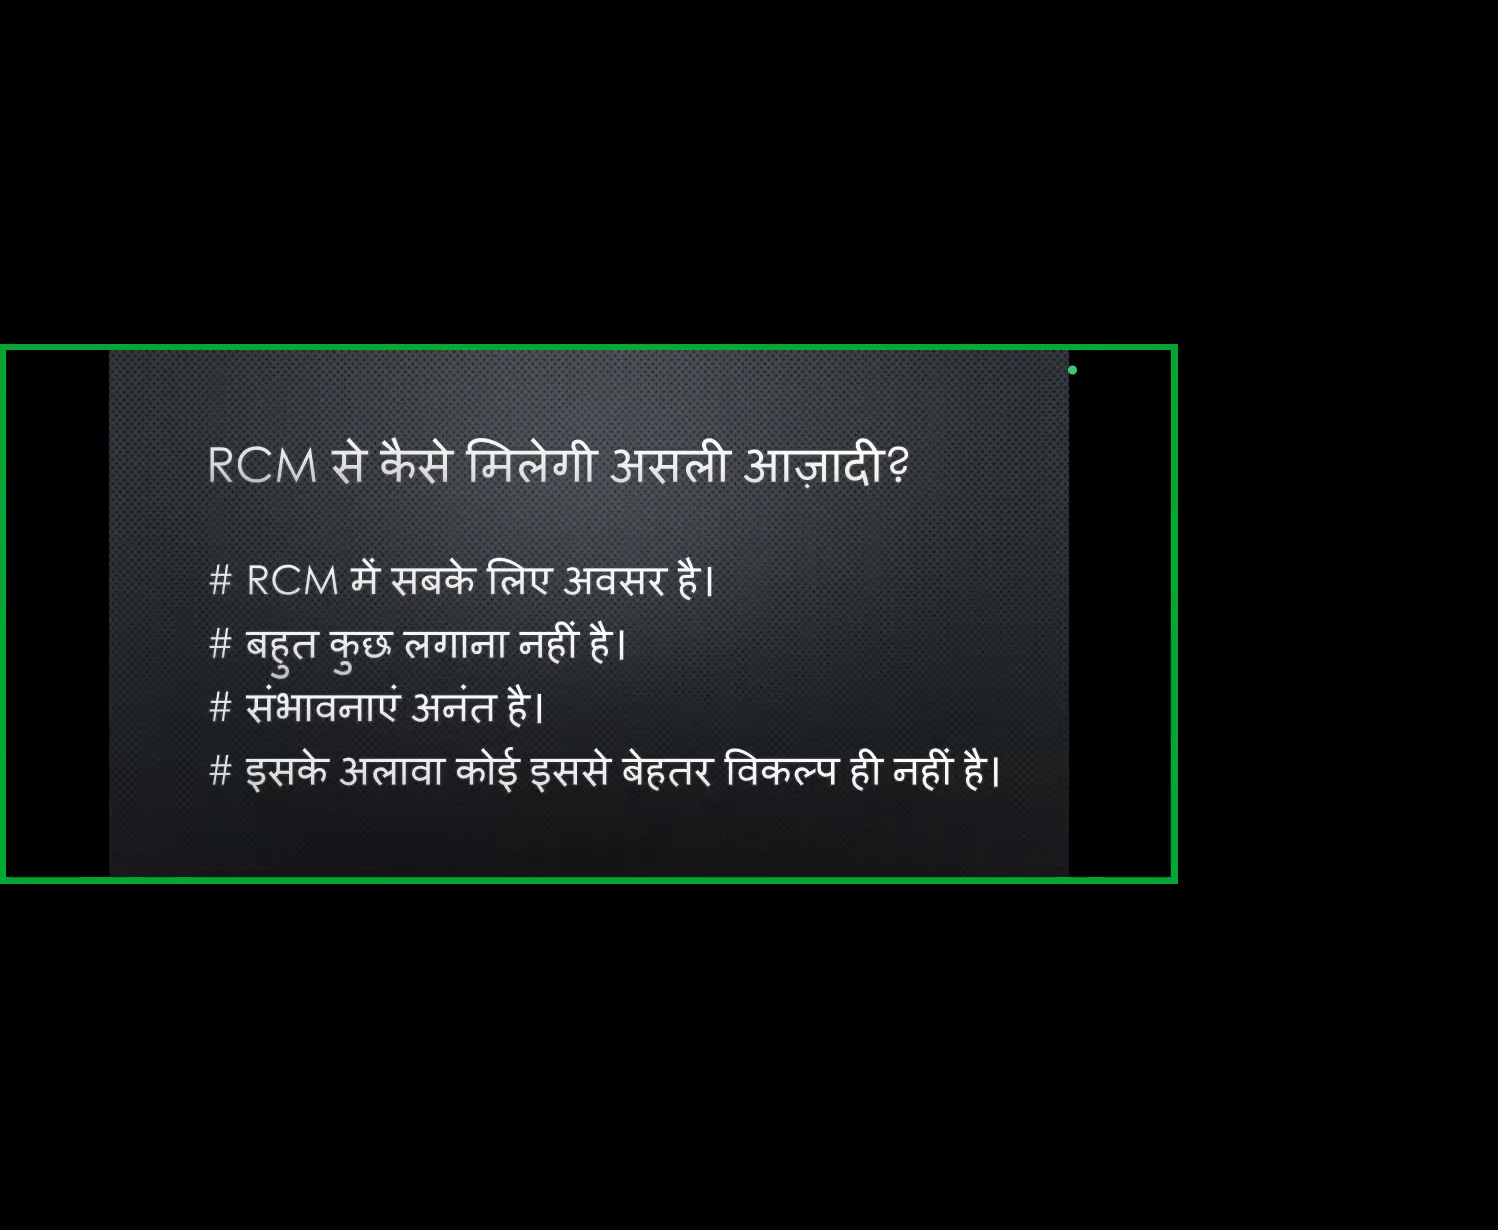 RCM से कैसे मिलेगी असली आज़ादी?
# RCM में सबके लिए अवसर है।
# बहुत कुछ लगाना नहीं है।
# संभावनाएं अनंत है।
# इसके अलावा कोई इससे बेहतर विकल्प ही नहीं है।